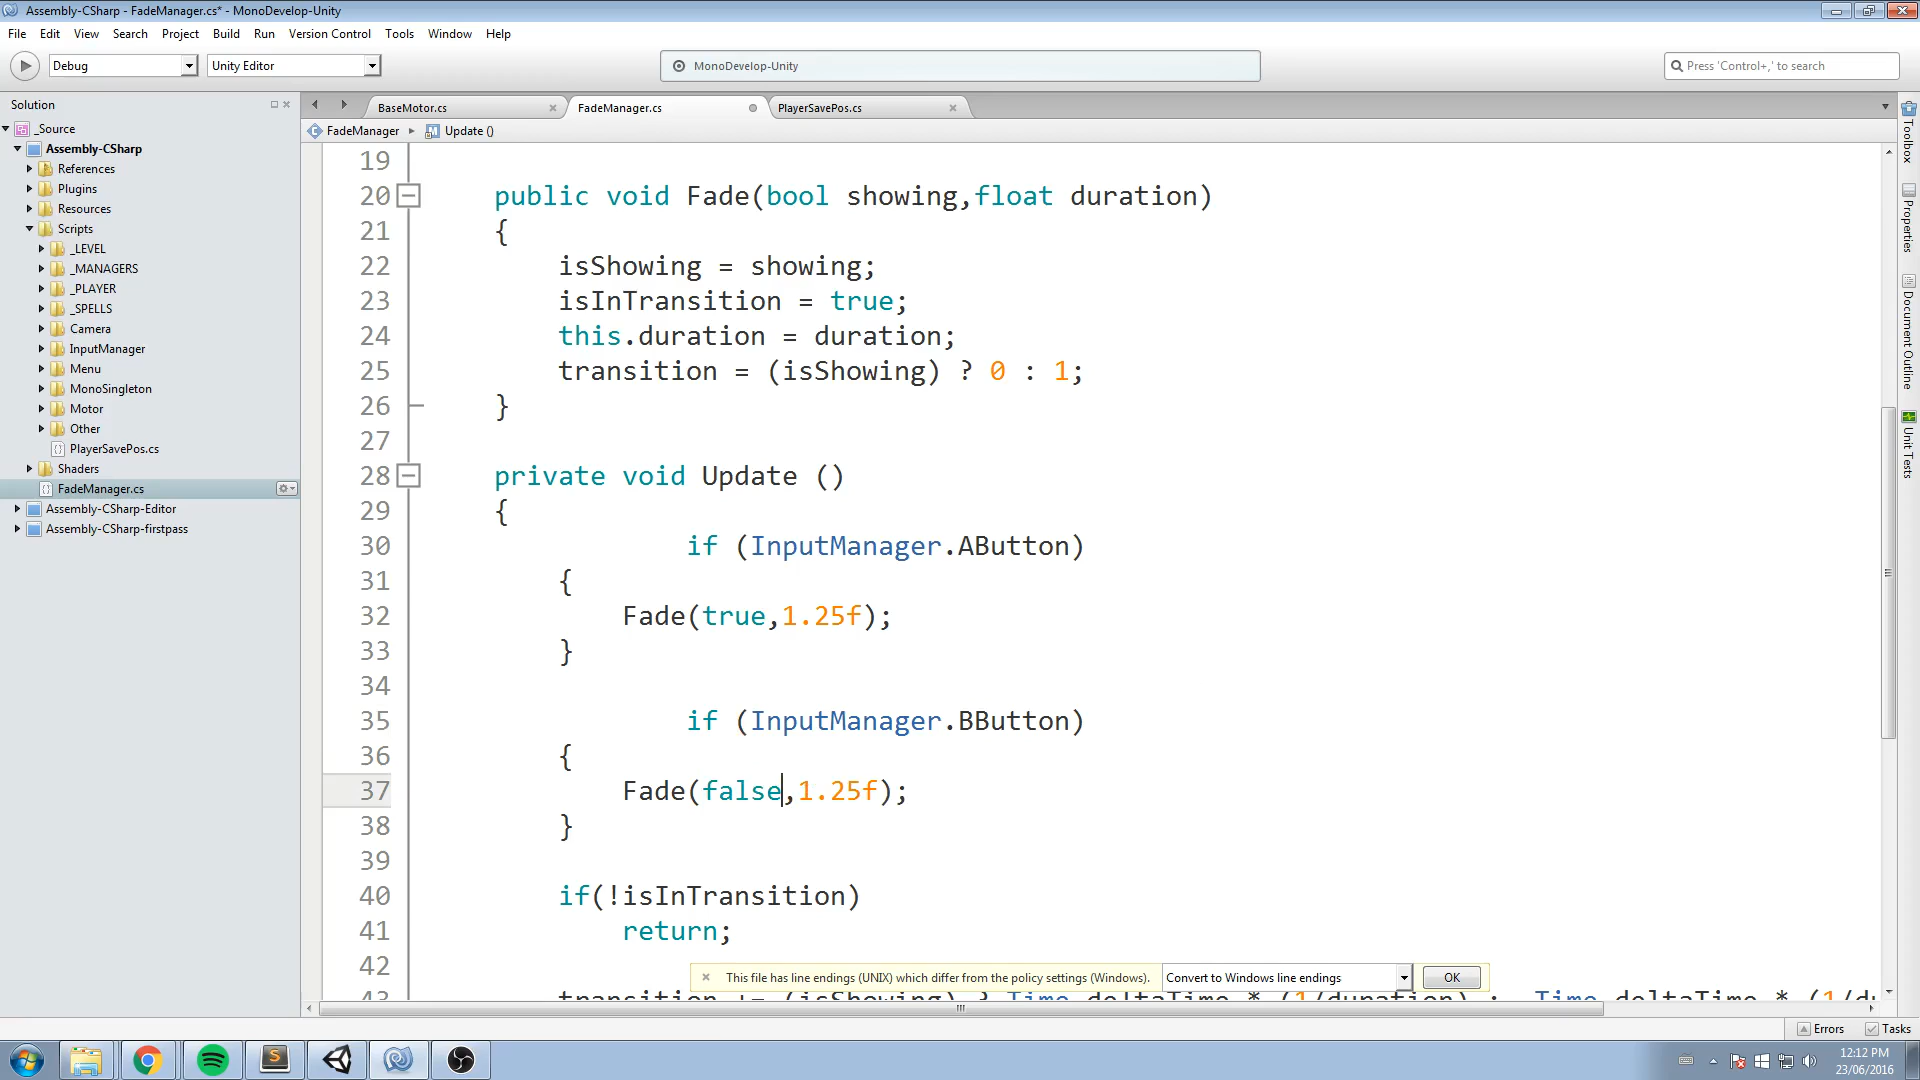 Assembly-CSharp - FadeManager.cs* - MonoDevelop-Unity
File Edit View Search Project Build Run Version Control Tools Window Help
Debug Unity Editor MonoDevelop-Unity Press 'Control+,' to search
Solution
BaseMotor.cs FadeManager.cs PlayerSavePos.cs
FadeManager Update ()
_Source
Assembly-CSharp
References
Plugins
Resources
Scripts
_LEVEL
_MANAGERS
_PLAYER
_SPELLS
Camera
InputManager
Menu
MonoSingleton
Motor
Other
PlayerSavePos.cs
Shaders
FadeManager.cs
Assembly-CSharp-Editor
Assembly-CSharp-firstpass
19
20 public void Fade(bool showing,float duration)
21 {
22 isShowing = showing;
23 isInTransition = true;
24 this.duration = duration;
25 transition = (isShowing) ? 0 : 1;
26 }
27
28 private void Update ()
29 {
30 if (InputManager.AButton)
31 {
32 Fade(true,1.25f);
33 }
34
35 if (InputManager.BButton)
36 {
37 Fade(false,1.25f);
38 }
39
40 if(!isInTransition)
41 return;
42
43 transition += (isShowing) ? Time.deltaTime * (1/duration) : -Time.deltaTime * (1/du
This file has line endings (UNIX) which differ from the policy settings (Windows). Convert to Windows line endings OK
Toolbox
Properties
Document Outline
Unit Tests
Errors Tasks
12:12 PM
23/06/2016